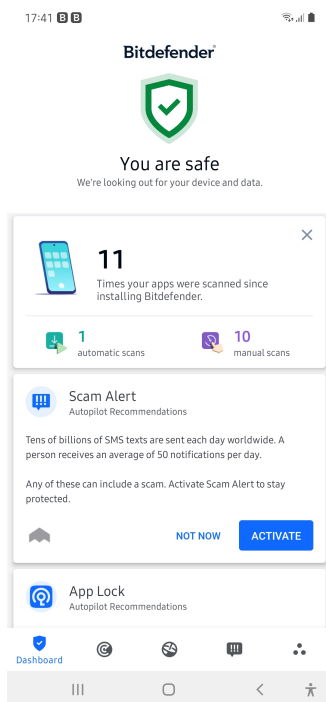 17:41 B B
Bitdefender
You are safe
We're looking out for your device and data.
11
Times your apps were scanned since
installing Bitdefender.
1
automatic scans
10
manual scans
Scam Alert
Autopilot Recommendations
Tens of billions of SMS texts are sent each day worldwide. A
person receives an average of 50 notifications per day.
Any of these can include a scam. Activate Scam Alert to stay
protected.
NOT NOW
ACTIVATE
App Lock
Autopilot Recommendations
Dashboard